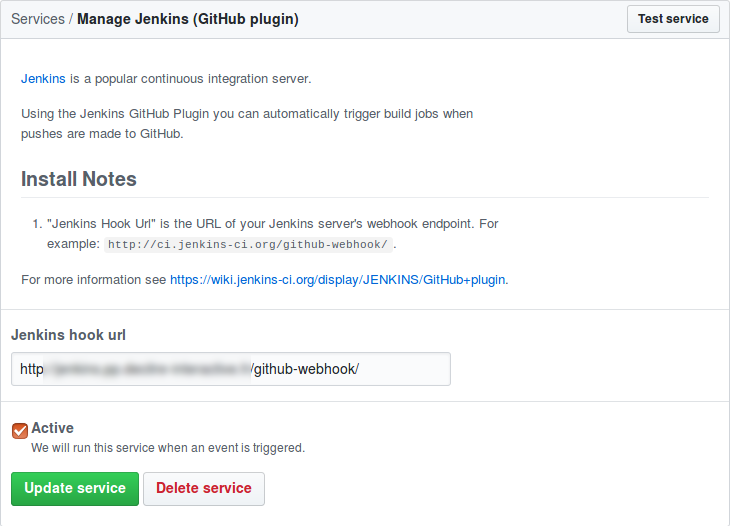 Services / Manage Jenkins (GitHub plugin)
Test service
Jenkins is a popular continuous integration server.
Using the Jenkins GitHub Plugin you can automatically trigger build jobs when
pushes are made to GitHub.
Install Notes
1. "Jenkins Hook Url" is the URL of your Jenkins server's webhook endpoint. For
example: http://ci.jenkins-ci.org/github-webhook/ .
For more information see https://wiki.jenkins-ci.org/display/JENKINS/GitHub+plugin.
Jenkins hook url
http /github-webhook/
Active
We will run this service when an event is triggered.
Update service
Delete service